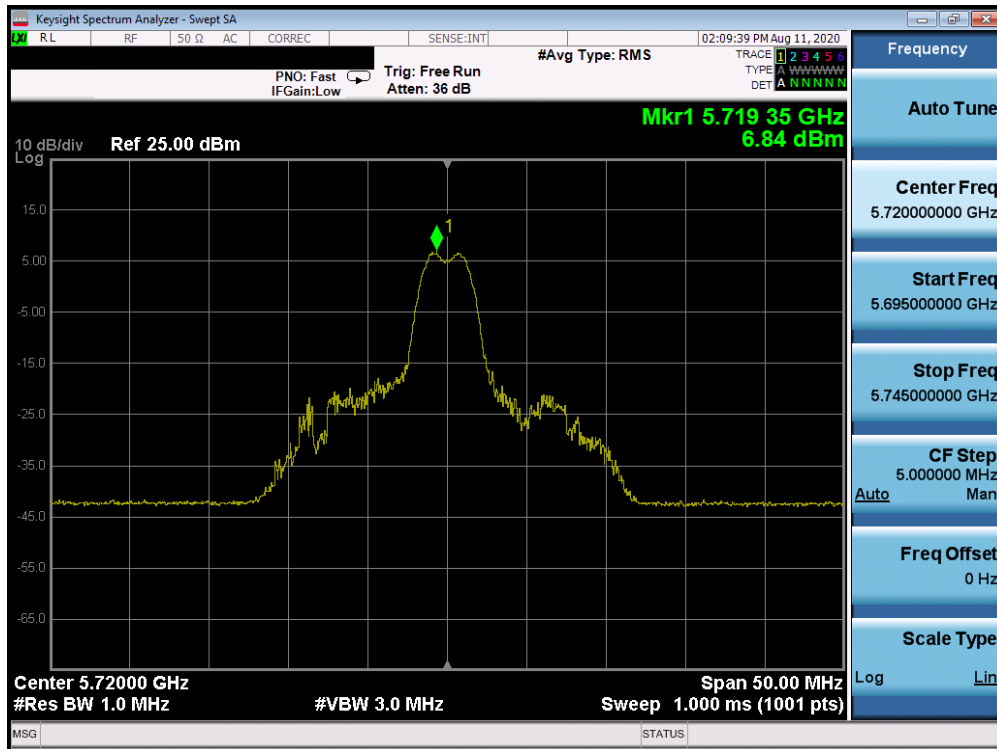 Keysight Spectrum Analyzer - Swept SA
LXI RL RF 50 Ω AC CORREC SENSE:INT 02:09:39 PM Aug 11, 2020
#Avg Type: RMS
TRACE 1 2 3 4 5 6
TYPE A WWWWW
DET A N N N N N
PNO: Fast
IFGain:Low
Trig: Free Run
Atten: 36 dB
Mkr1 5.719 35 GHz
6.84 dBm
10 dB/div Ref 25.00 dBm
Log
1
15.0
5.00
-5.00
-15.0
-25.0
-35.0
-45.0
-55.0
-65.0
Center 5.72000 GHz
Span 50.00 MHz
#Res BW 1.0 MHz
#VBW 3.0 MHz
Sweep 1.000 ms (1001 pts)
MSG
STATUS
Frequency
Auto Tune
Center Freq
5.720000000 GHz
Start Freq
5.695000000 GHz
Stop Freq
5.745000000 GHz
CF Step
5.000000 MHz
Auto Man
Freq Offset
0 Hz
Scale Type
Log Lin